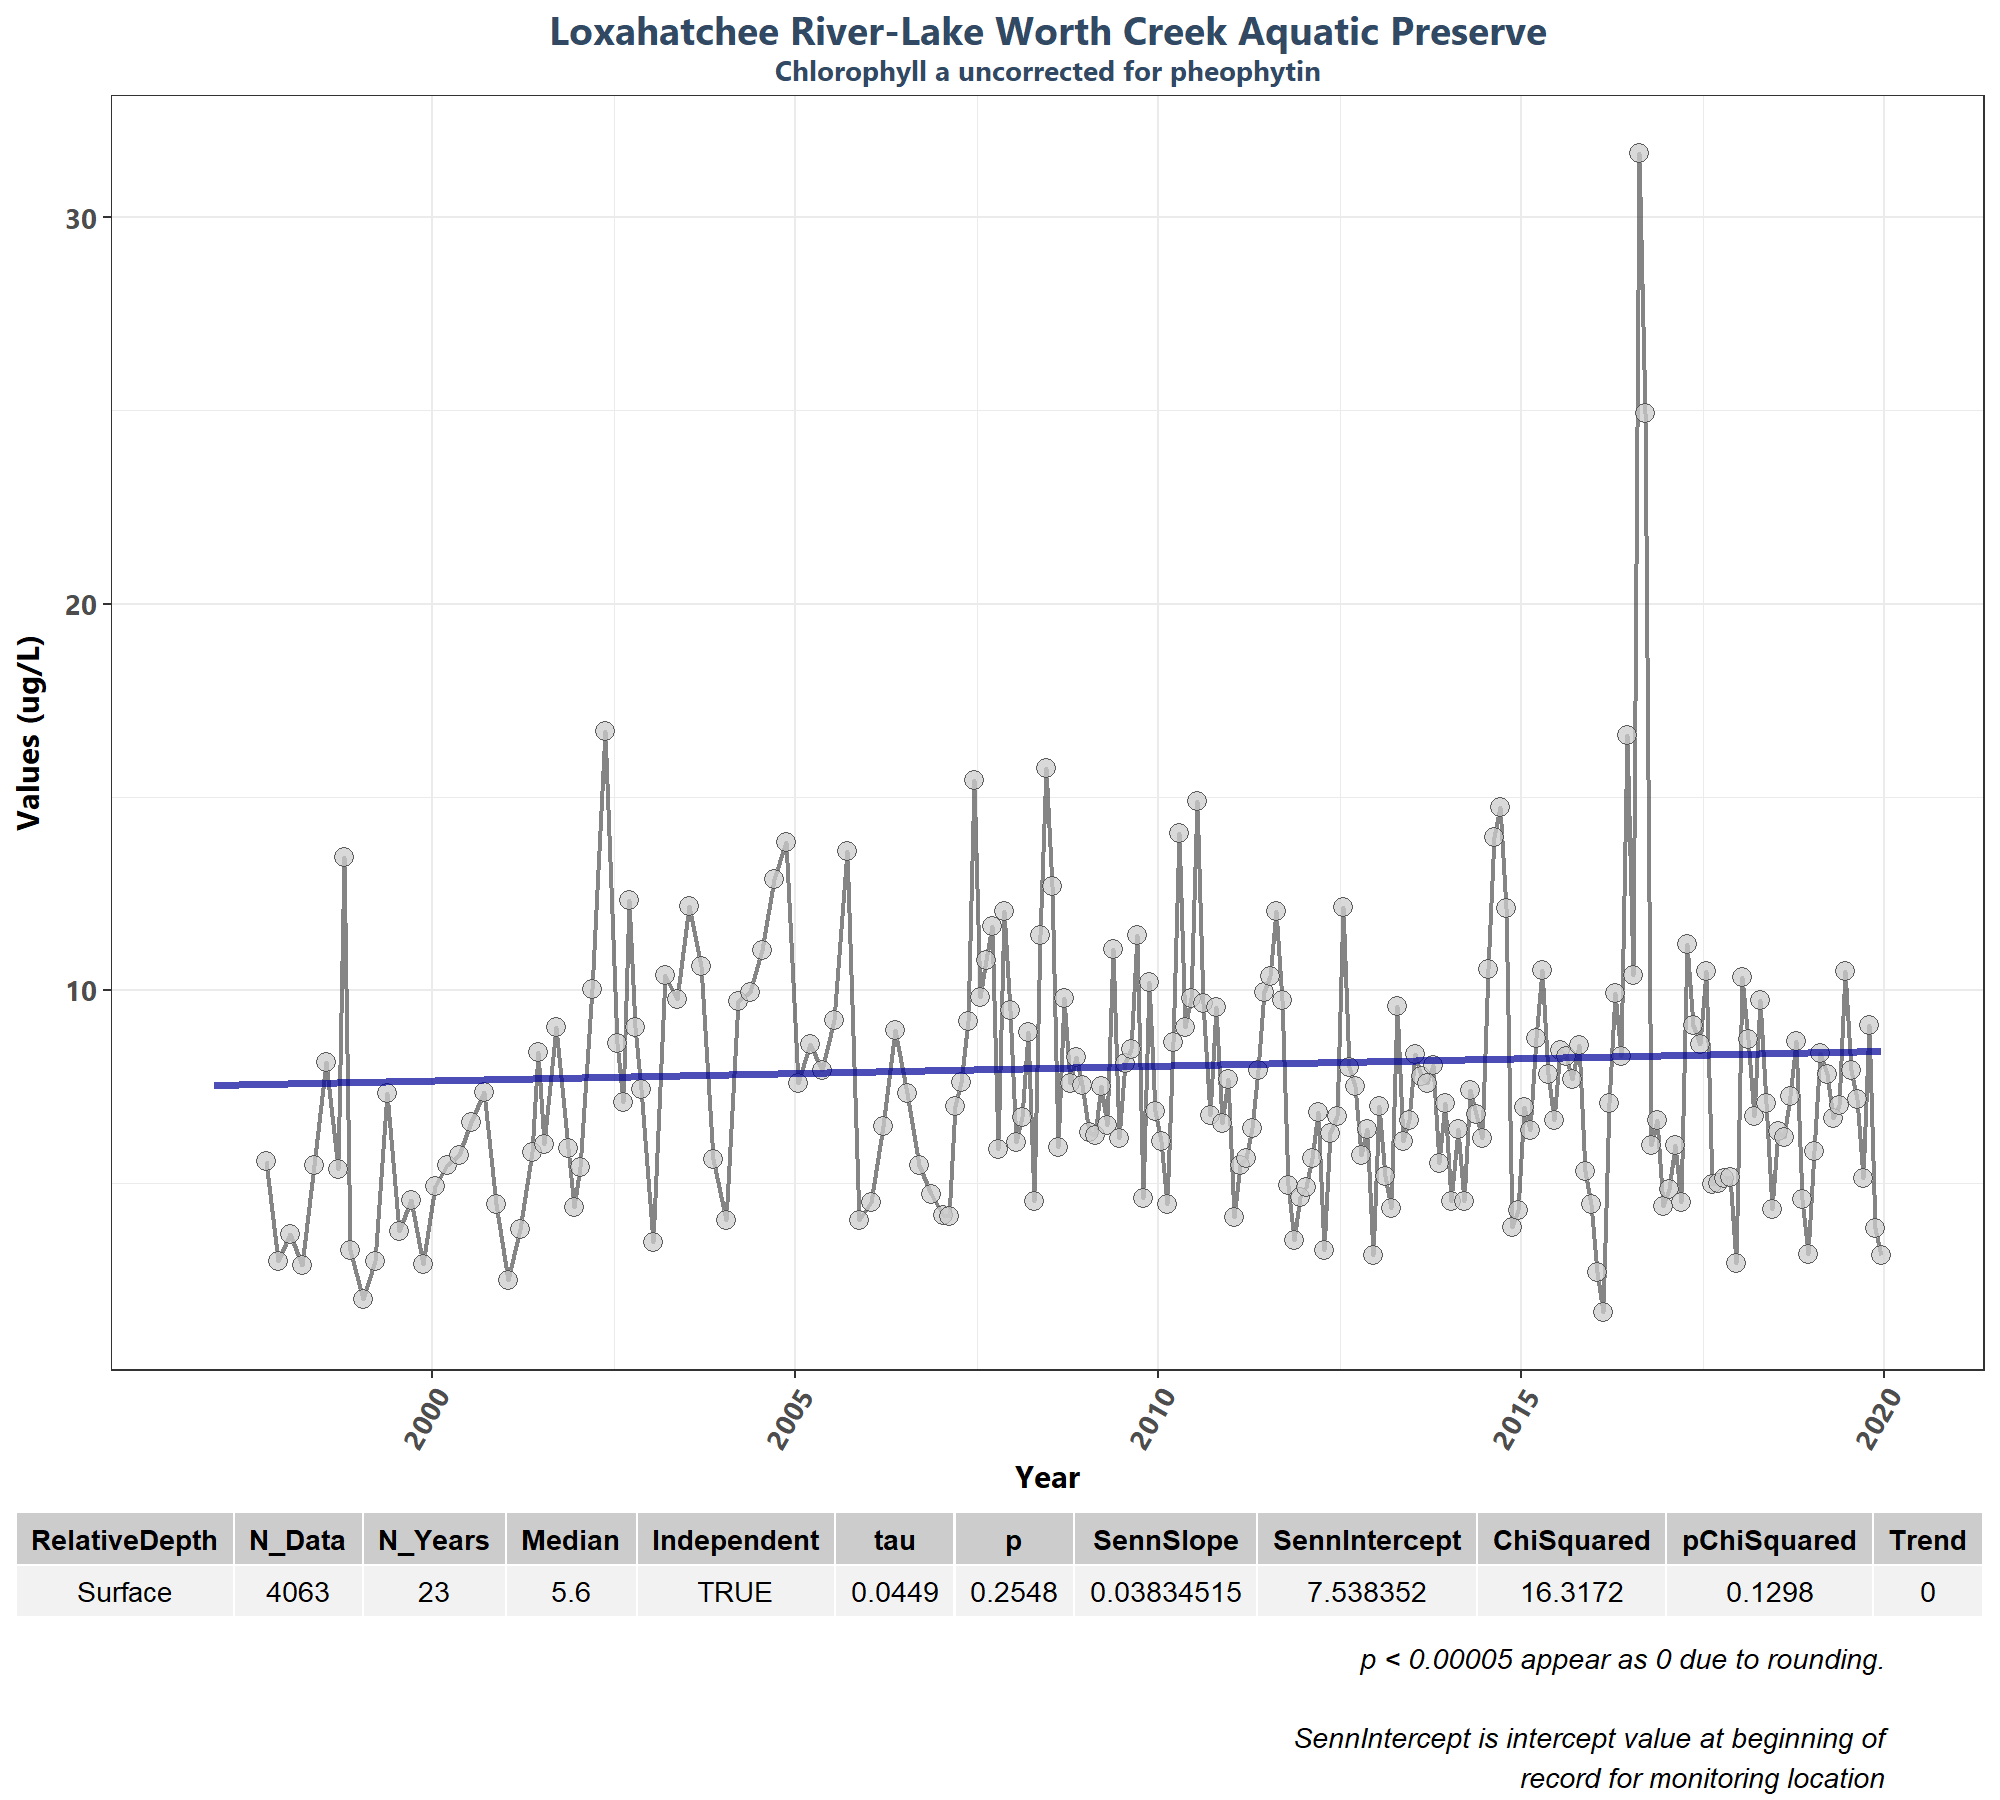 Loxahatchee River-Lake Worth Creek Aquatic Preserve
Chlorophyll a uncorrected for pheophytin
Values (ug/L)
30
20
10
2000
2005
2010
2015
2020
Year
RelativeDepth N_Data N_Years Median Independent tau p SennSlope SennIntercept ChiSquared pChiSquared Trend
Surface 4063 23 5.6 TRUE 0.0449 0.2548 0.03834515 7.538352 16.3172 0.1298 0
p < 0.00005 appear as 0 due to rounding.
SennIntercept is intercept value at beginning of
record for monitoring location